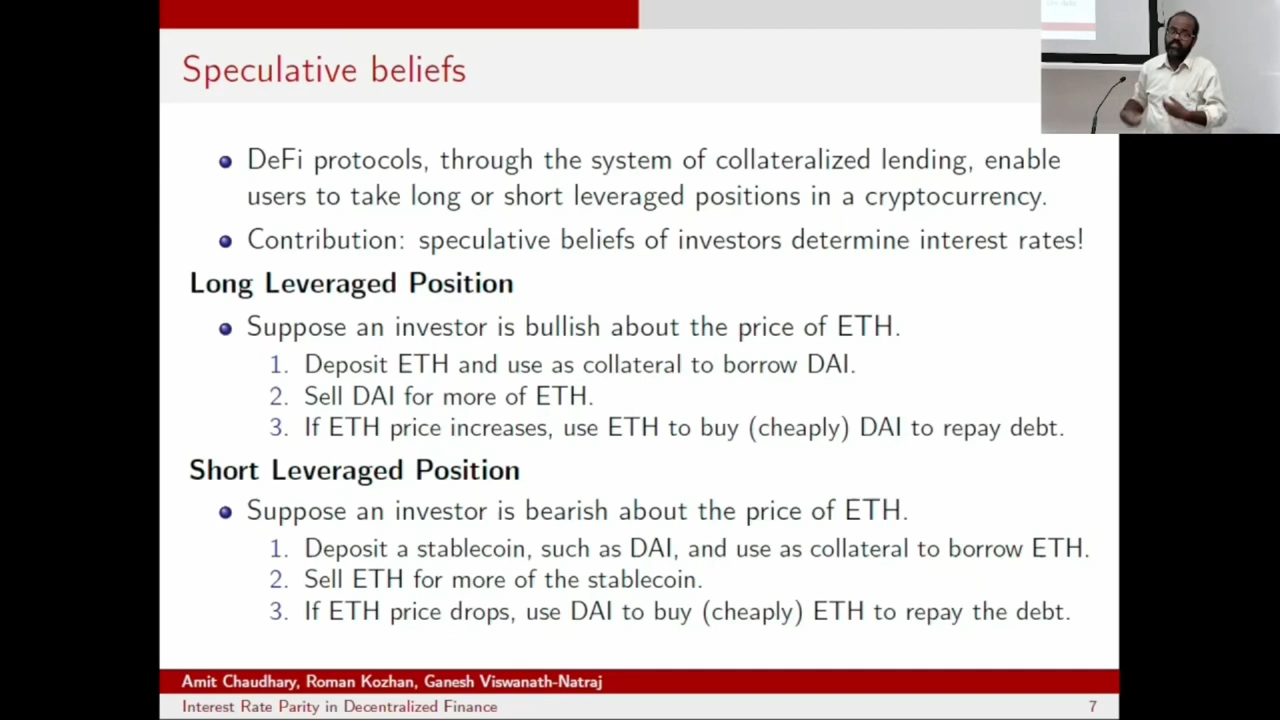 Speculative beliefs
DeFi protocols, through the system of collateralized lending, enable
users to take long or short leveraged positions in a cryptocurrency.
Contribution: speculative beliefs of investors determine interest rates!
Long Leveraged Position
Suppose an investor is bullish about the price of ETH.
1. Deposit ETH and use as collateral to borrow DAI.
2. Sell DAI for more of ETH.
3. If ETH price increases, use ETH to buy (cheaply) DAI to repay debt.
Short Leveraged Position
Suppose an investor is bearish about the price of ETH.
1. Deposit a stablecoin, such as DAI, and use as collateral to borrow ETH.
2. Sell ETH for more of the stablecoin.
3. If ETH price drops, use DAI to buy (cheaply) ETH to repay the debt.
Amit Chaudhary, Roman Kozhan, Ganesh Viswanath-Natraj
Interest Rate Parity in Decentralized Finance 7